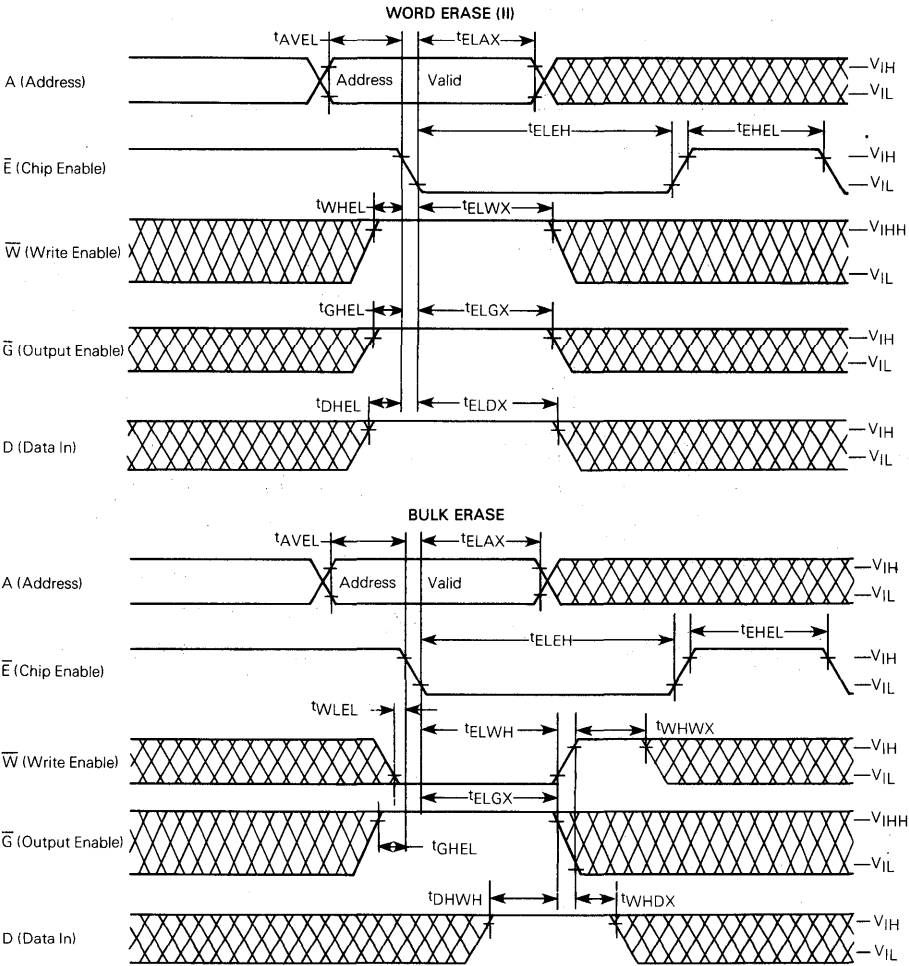 WORD ERASE (II)
tAVEL tELAX
A (Address) Address Valid VIH
VIL
tELEH tEHEL
E̅ (Chip Enable) VIH
VIL
tWHEL tELWX
W̅ (Write Enable) VIHH
VIL
tGHEL tELGX
G̅ (Output Enable) VIH
VIL
tDHEL tELDX
D (Data In) VIH
VIL
BULK ERASE
tAVEL tELAX
A (Address) Address Valid VIH
VIL
tELEH tEHEL
E̅ (Chip Enable) VIH
VIL
tWLEL tELWH tWHWX
W̅ (Write Enable) VIH
VIL
tELGX
G̅ (Output Enable) VIHH
tGHEL VIL
tDHWH tWHDX
D (Data In) VIH
VIL